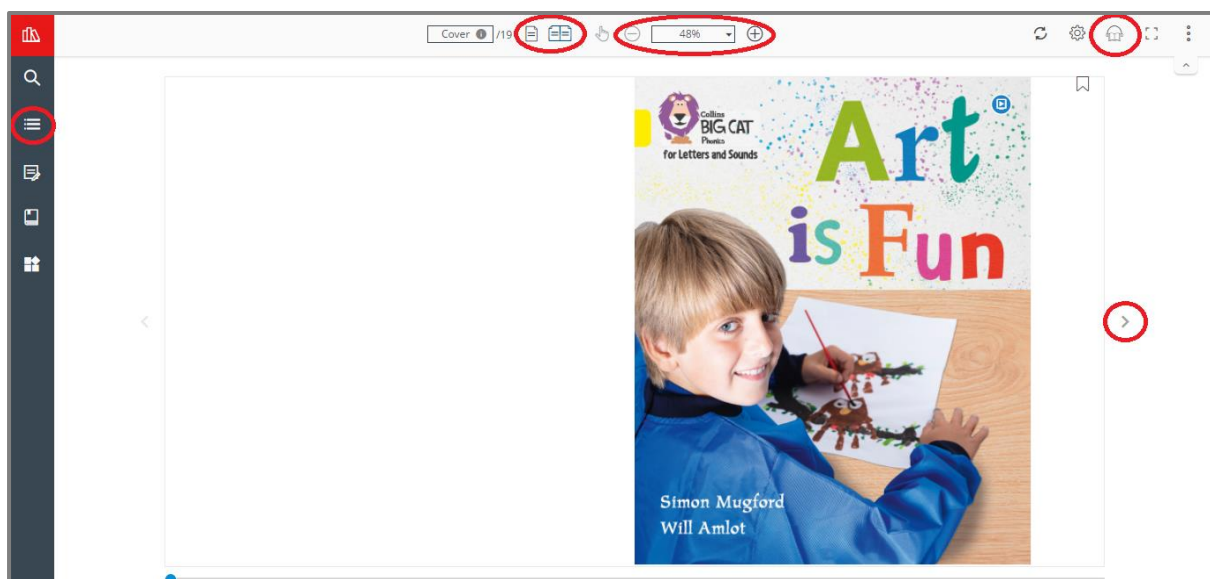 Cover /19
48%
Collins
BIG CAT
Phonics
for Letters and Sounds
Art
is Fun
Simon Mugford
Will Amlot